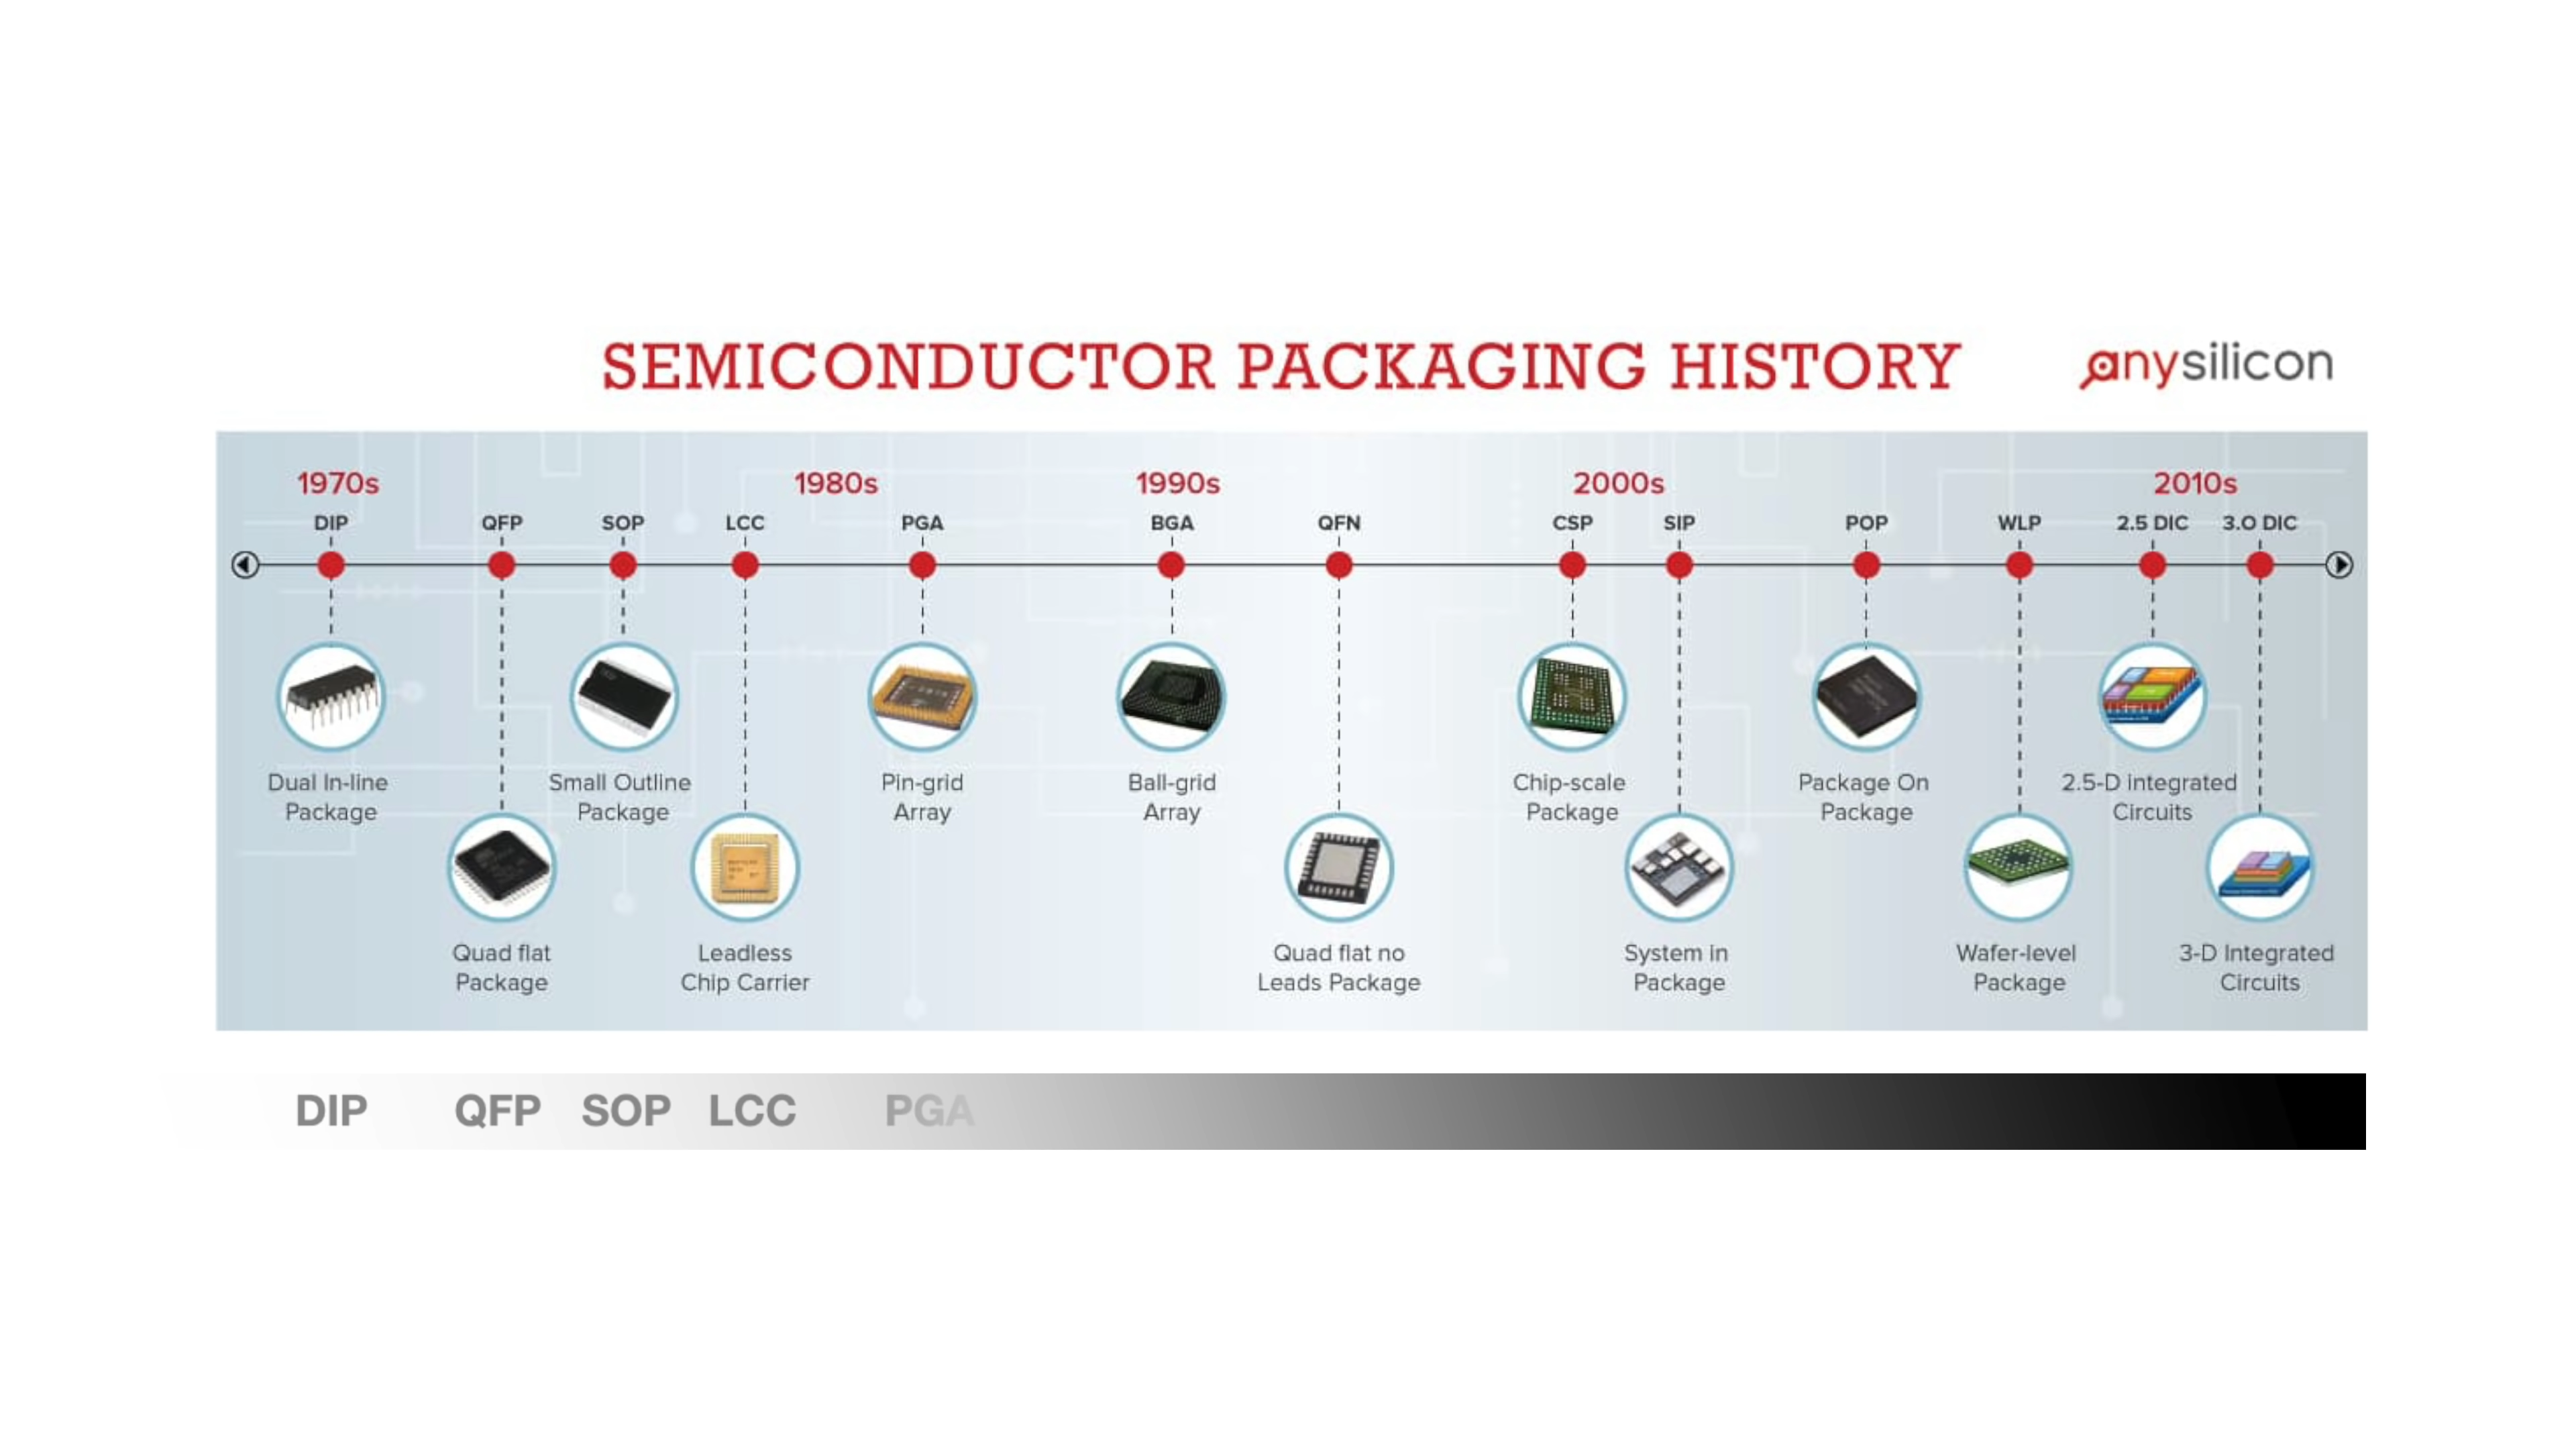 SEMICONDUCTOR PACKAGING HISTORY
anysilicon
1970s 1980s 1990s 2000s 2010s
DIP QFP SOP LCC PGA BGA QFN CSP SIP POP WLP 2.5 DIC 3.0 DIC
Dual In-line
Package
Quad flat
Package
Small Outline
Package
Leadless
Chip Carrier
Pin-grid
Array
Ball-grid
Array
Quad flat no
Leads Package
Chip-scale
Package
System in
Package
Package On
Package
Wafer-level
Package
2.5-D integrated
Circuits
3-D Integrated
Circuits
DIP QFP SOP LCC PGA